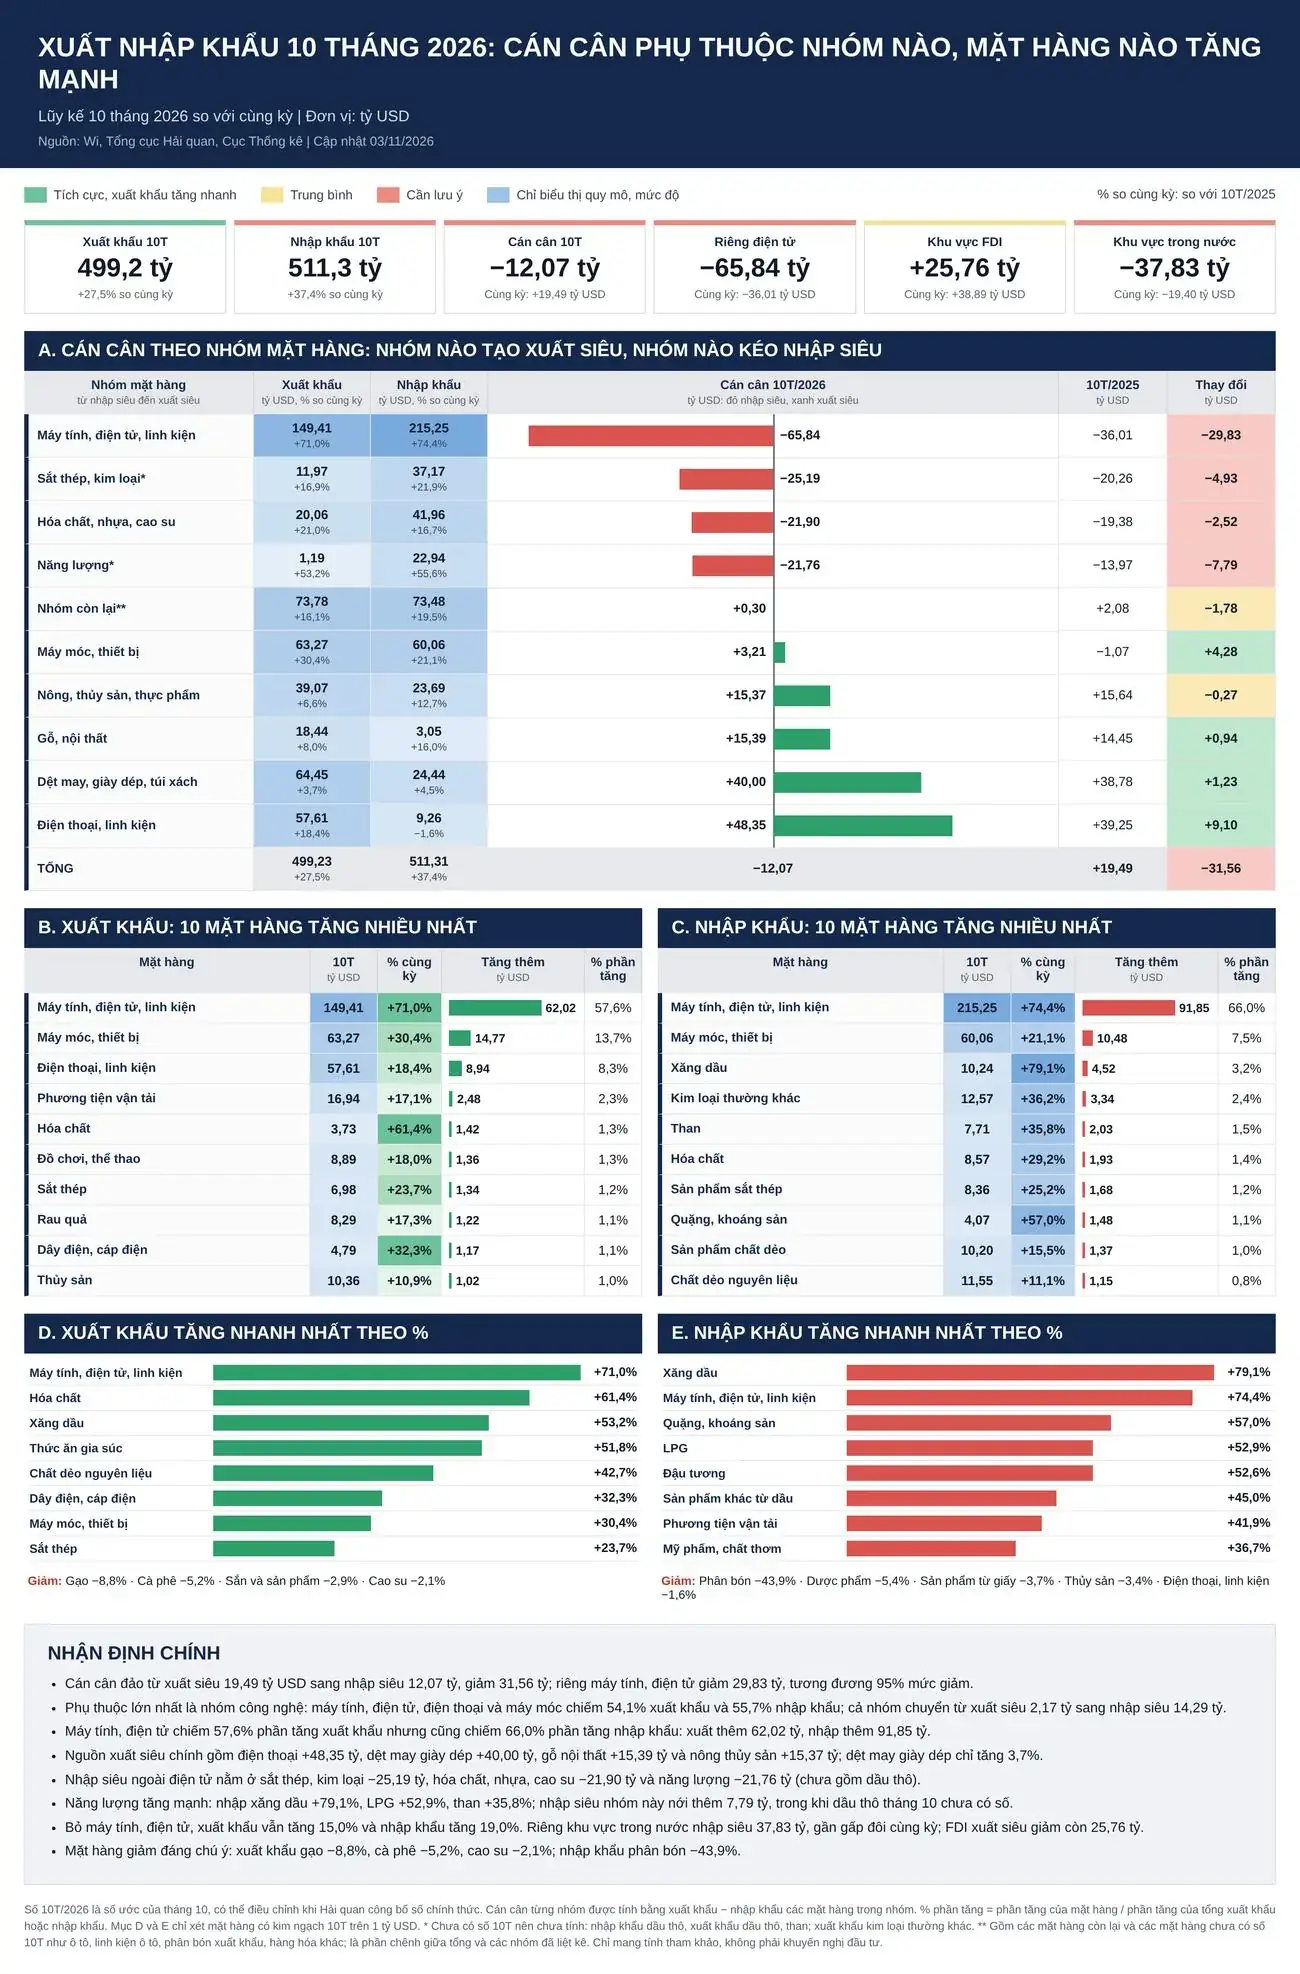 XUẤT NHẬP KHẨU 10 THÁNG 2026: CÁN CÂN PHỤ THUỘC NHÓM NÀO, MẶT HÀNG NÀO TĂNG
MẠNH
Lũy kế 10 tháng 2026 so với cùng kỳ | Đơn vị: tỷ USD
Nguồn: Wi, Tổng cục Hải quan, Cục Thống kê | Cập nhật 03/11/2026
Tích cực, xuất khẩu tăng nhanh Trung bình Cần lưu ý Chỉ biểu thị quy mô, mức độ % so cùng kỳ: so với 10T/2025
Xuất khẩu 10T Nhập khẩu 10T Cán cân 10T Riêng điện tử Khu vực FDI Khu vực trong nước
499,2 tỷ 511,3 tỷ −12,07 tỷ −65,84 tỷ +25,76 tỷ −37,83 tỷ
+27,5% so cùng kỳ +37,4% so cùng kỳ Cùng kỳ: +19,49 tỷ USD Cùng kỳ: −36,01 tỷ USD Cùng kỳ: +38,89 tỷ USD Cùng kỳ: −19,40 tỷ USD
A. CÁN CÂN THEO NHÓM MẶT HÀNG: NHÓM NÀO TẠO XUẤT SIÊU, NHÓM NÀO KÉO NHẬP SIÊU
Nhóm mặt hàng Xuất khẩu Nhập khẩu Cán cân 10T/2026 10T/2025 Thay đổi
từ nhập siêu đến xuất siêu tỷ USD, % so cùng kỳ tỷ USD, % so cùng kỳ tỷ USD: đỏ nhập siêu, xanh xuất siêu tỷ USD tỷ USD
Máy tính, điện tử, linh kiện 149,41 215,25 −65,84 −36,01 −29,83
+71,0% +74,4%
Sắt thép, kim loại* 11,97 37,17 −25,19 −20,26 −4,93
+16,9% +21,9%
Hóa chất, nhựa, cao su 20,06 41,96 −21,90 −19,38 −2,52
+21,0% +16,7%
Năng lượng* 1,19 22,94 −21,76 −13,97 −7,79
+53,2% +55,6%
Nhóm còn lại** 73,78 73,48 +0,30 +2,08 −1,78
+16,1% +19,5%
Máy móc, thiết bị 63,27 60,06 +3,21 −1,07 +4,28
+30,4% +21,1%
Nông, thủy sản, thực phẩm 39,07 23,69 +15,37 +15,64 −0,27
+6,6% +12,7%
Gỗ, nội thất 18,44 3,05 +15,39 +14,45 +0,94
+8,0% +16,0%
Dệt may, giày dép, túi xách 64,45 24,44 +40,00 +38,78 +1,23
+3,7% +4,5%
Điện thoại, linh kiện 57,61 9,26 +48,35 +39,25 +9,10
+18,4% −1,6%
TỔNG 499,23 511,31 −12,07 +19,49 −31,56
+27,5% +37,4%
B. XUẤT KHẨU: 10 MẶT HÀNG TĂNG NHIỀU NHẤT
Mặt hàng 10T % cùng Tăng thêm % phần
tỷ USD kỳ tỷ USD tăng
Máy tính, điện tử, linh kiện 149,41 +71,0% 62,02 57,6%
Máy móc, thiết bị 63,27 +30,4% 14,77 13,7%
Điện thoại, linh kiện 57,61 +18,4% 8,94 8,3%
Phương tiện vận tải 16,94 +17,1% 2,48 2,3%
Hóa chất 3,73 +61,4% 1,42 1,3%
Đồ chơi, thể thao 8,89 +18,0% 1,36 1,3%
Sắt thép 6,98 +23,7% 1,34 1,2%
Rau quả 8,29 +17,3% 1,22 1,1%
Dây điện, cáp điện 4,79 +32,3% 1,17 1,1%
Thủy sản 10,36 +10,9% 1,02 1,0%
C. NHẬP KHẨU: 10 MẶT HÀNG TĂNG NHIỀU NHẤT
Mặt hàng 10T % cùng Tăng thêm % phần
tỷ USD kỳ tỷ USD tăng
Máy tính, điện tử, linh kiện 215,25 +74,4% 91,85 66,0%
Máy móc, thiết bị 60,06 +21,1% 10,48 7,5%
Xăng dầu 10,24 +79,1% 4,52 3,2%
Kim loại thường khác 12,57 +36,2% 3,34 2,4%
Than 7,71 +35,8% 2,03 1,5%
Hóa chất 8,57 +29,2% 1,93 1,4%
Sản phẩm sắt thép 8,36 +25,2% 1,68 1,2%
Quặng, khoáng sản 4,07 +57,0% 1,48 1,1%
Sản phẩm chất dẻo 10,20 +15,5% 1,37 1,0%
Chất dẻo nguyên liệu 11,55 +11,1% 1,15 0,8%
D. XUẤT KHẨU TĂNG NHANH NHẤT THEO %
Máy tính, điện tử, linh kiện +71,0%
Hóa chất +61,4%
Xăng dầu +53,2%
Thức ăn gia súc +51,8%
Chất dẻo nguyên liệu +42,7%
Dây điện, cáp điện +32,3%
Máy móc, thiết bị +30,4%
Sắt thép +23,7%
Giảm: Gạo −8,8% · Cà phê −5,2% · Sắn và sản phẩm −2,9% · Cao su −2,1%
E. NHẬP KHẨU TĂNG NHANH NHẤT THEO %
Xăng dầu +79,1%
Máy tính, điện tử, linh kiện +74,4%
Quặng, khoáng sản +57,0%
LPG +52,9%
Đậu tương +52,6%
Sản phẩm khác từ dầu +45,0%
Phương tiện vận tải +41,9%
Mỹ phẩm, chất thơm +36,7%
Giảm: Phân bón −43,9% · Dược phẩm −5,4% · Sản phẩm từ giấy −3,7% · Thủy sản −3,4% · Điện thoại, linh kiện
−1,6%
NHẬN ĐỊNH CHÍNH
• Cán cân đảo từ xuất siêu 19,49 tỷ USD sang nhập siêu 12,07 tỷ, giảm 31,56 tỷ; riêng máy tính, điện tử giảm 29,83 tỷ, tương đương 95% mức giảm.
• Phụ thuộc lớn nhất là nhóm công nghệ: máy tính, điện tử, điện thoại và máy móc chiếm 54,1% xuất khẩu và 55,7% nhập khẩu; cả nhóm chuyển từ xuất siêu 2,17 tỷ sang nhập siêu 14,29 tỷ.
• Máy tính, điện tử chiếm 57,6% phần tăng xuất khẩu nhưng cũng chiếm 66,0% phần tăng nhập khẩu: xuất thêm 62,02 tỷ, nhập thêm 91,85 tỷ.
• Nguồn xuất siêu chính gồm điện thoại +48,35 tỷ, dệt may giày dép +40,00 tỷ, gỗ nội thất +15,39 tỷ và nông thủy sản +15,37 tỷ; dệt may giày dép chỉ tăng 3,7%.
• Nhập siêu ngoài điện tử nằm ở sắt thép, kim loại −25,19 tỷ, hóa chất, nhựa, cao su −21,90 tỷ và năng lượng −21,76 tỷ (chưa gồm dầu thô).
• Năng lượng tăng mạnh: nhập xăng dầu +79,1%, LPG +52,9%, than +35,8%; nhập siêu nhóm này nới thêm 7,79 tỷ, trong khi dầu thô tháng 10 chưa có số.
• Bỏ máy tính, điện tử, xuất khẩu vẫn tăng 15,0% và nhập khẩu tăng 19,0%. Riêng khu vực trong nước nhập siêu 37,83 tỷ, gần gấp đôi cùng kỳ; FDI xuất siêu giảm còn 25,76 tỷ.
• Mặt hàng giảm đáng chú ý: xuất khẩu gạo −8,8%, cà phê −5,2%, cao su −2,1%; nhập khẩu phân bón −43,9%.
Số 10T/2026 là số ước của tháng 10, có thể điều chỉnh khi Hải quan công bố số chính thức. Cán cân từng nhóm được tính bằng xuất khẩu − nhập khẩu các mặt hàng trong nhóm. % phần tăng = phần tăng của mặt hàng / phần tăng của tổng xuất khẩu
hoặc nhập khẩu. Mục D và E chỉ xét mặt hàng có kim ngạch 10T trên 1 tỷ USD. * Chưa có số 10T nên chưa tính: nhập khẩu dầu thô, xuất khẩu dầu thô, than; xuất khẩu kim loại thường khác. ** Gồm các mặt hàng còn lại và các mặt hàng chưa có số
10T như ô tô, linh kiện ô tô, phân bón xuất khẩu, hàng hóa khác; là phần chênh giữa tổng và các nhóm đã liệt kê. Chỉ mang tính tham khảo, không phải khuyến nghị đầu tư.